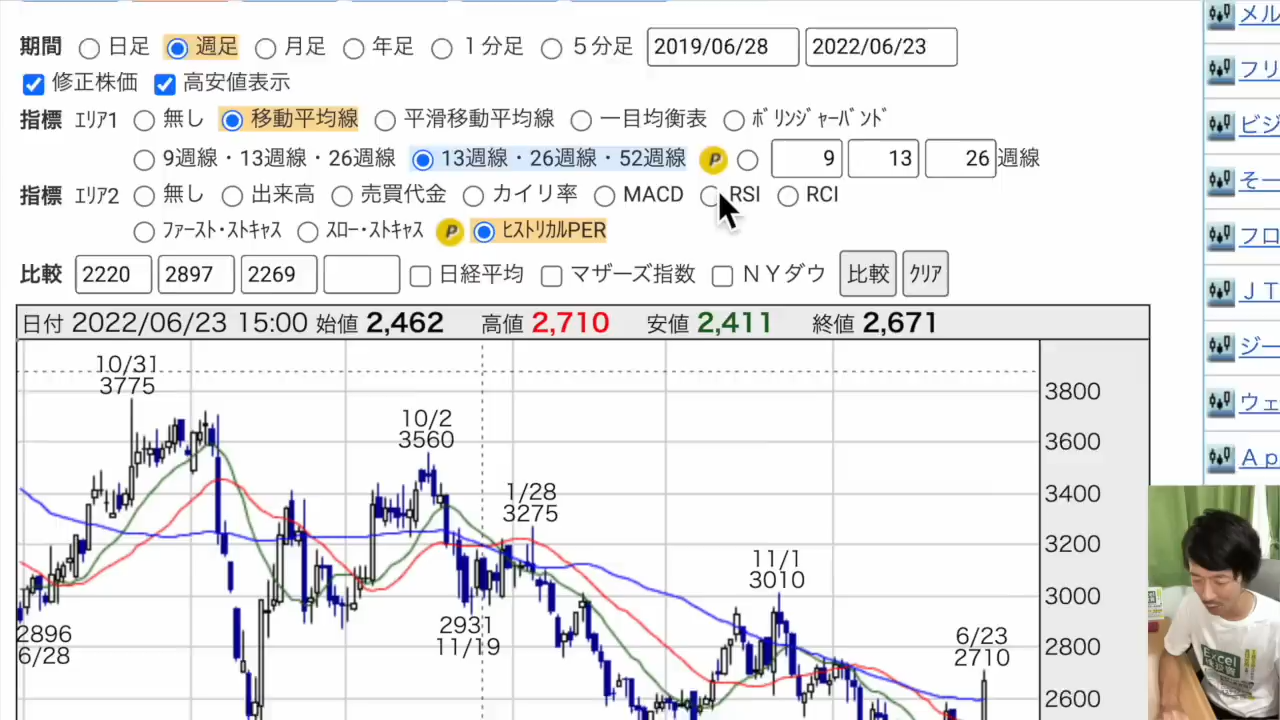 期間 日足 週足 月足 年足 1分足 5分足 2019/06/28 2022/06/23
修正株価 高安値表示
指標 エリア1 無し 移動平均線 平滑移動平均線 一目均衡表 ボリンジャーバンド
9週線・13週線・26週線 13週線・26週線・52週線 P 9 13 26 週線
指標 エリア2 無し 出来高 売買代金 カイリ率 MACD RSI RCI
ファースト・ストキャス スロー・ストキャス P ヒストリカルPER
比較 2220 2897 2269 日経平均 マザーズ指数 NYダウ 比較 クリア
日付 2022/06/23 15:00 始値 2,462 高値 2,710 安値 2,411 終値 2,671
10/31
3775
10/2
3560
1/28
3275
11/1
3010
2931
11/19
2896
6/28
6/23
2710
3800
3600
3400
3200
3000
2800
2600
メル
フリ
ビジ
そー
フロ
JT
ジー
ウェ
Ap
Excel